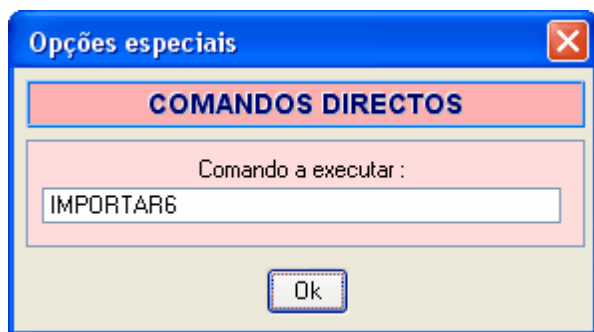 Opções especiais
COMANDOS DIRECTOS
Comando a executar :
IMPORTAR6
Ok